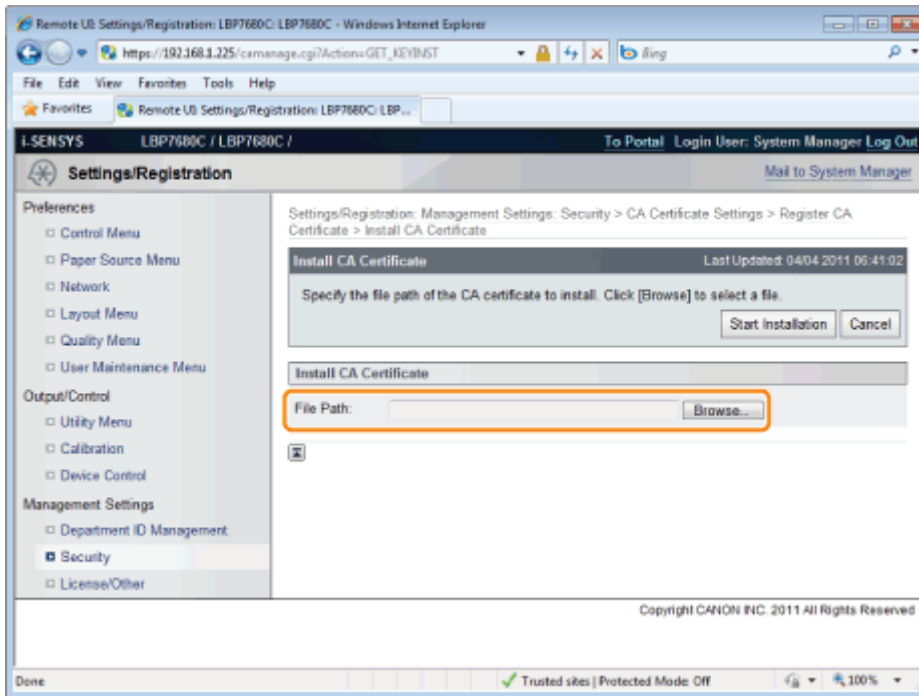 Remote UI: Settings/Registration: LBP7680C: LBP7680C - Windows Internet Explorer
https://192.168.1.225/camanage.cgi?Action=GET_KEYINST
Bing
File Edit View Favorites Tools Help
Favorites
Remote UI: Settings/Registration: LBP7680C: LBP...
i-SENSYS LBP7680C / LBP7680C /
To Portal Login User: System Manager Log Out
Settings/Registration
Mail to System Manager
Preferences
Control Menu
Paper Source Menu
Network
Layout Menu
Quality Menu
User Maintenance Menu
Output/Control
Utility Menu
Calibration
Device Control
Management Settings
Department ID Management
Security
License/Other
Settings/Registration: Management Settings: Security > CA Certificate Settings > Register CA
Certificate > Install CA Certificate
Install CA Certificate
Last Updated: 04/04 2011 06:41:02
Specify the file path of the CA certificate to install. Click [Browse] to select a file.
Start Installation Cancel
Install CA Certificate
File Path: Browse...
Copyright CANON INC. 2011 All Rights Reserved
Done
Trusted sites | Protected Mode: Off
100%